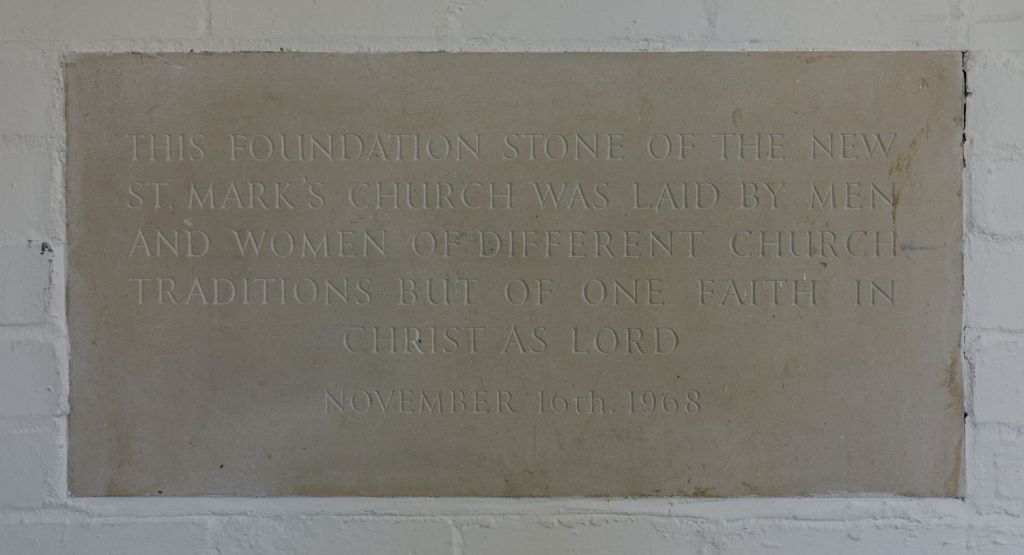 THIS FOUNDATION STONE OF THE NEW
ST. MARK'S CHURCH WAS LAID BY MEN
AND WOMEN OF DIFFERENT CHURCH
TRADITIONS BUT OF ONE FAITH IN
CHRIST AS LORD
NOVEMBER 16th. 1968